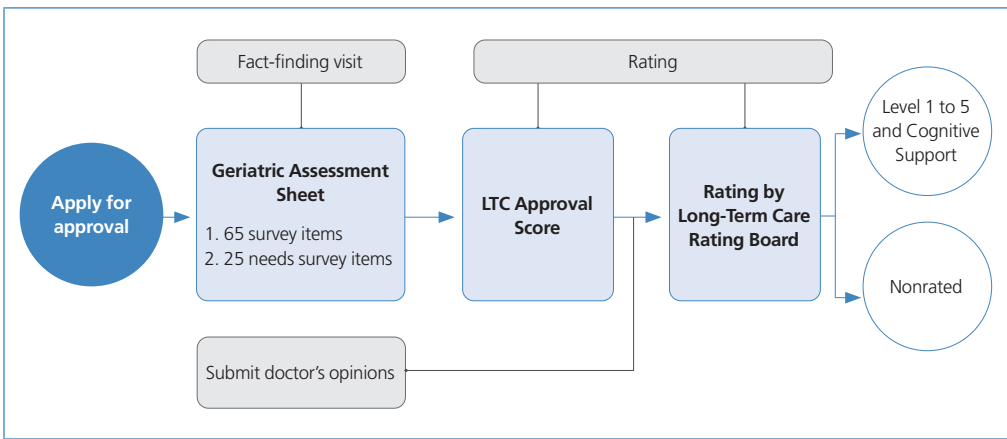 Fact-finding visit
Rating
Apply for
approval
Geriatric Assessment
Sheet
1. 65 survey items
2. 25 needs survey items
LTC Approval
Score
Rating by
Long-Term Care
Rating Board
Level 1 to 5
and Cognitive
Support
Nonrated
Submit doctor’s opinions